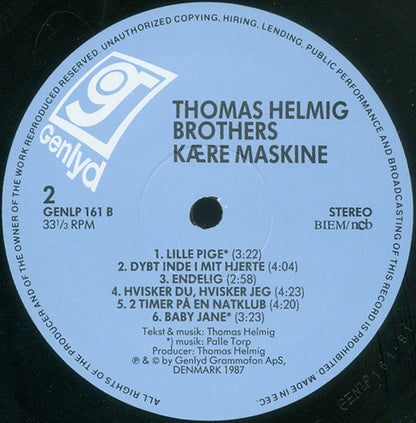 ALL RIGHTS OF THE PRODUCER AND OF THE OWNER OF THE WORK REPRODUCED RESERVED. UNAUTHORIZED COPYING, HIRING, LENDING, PUBLIC PERFORMANCE AND BROADCASTING OF THIS RECORD IS PROHIBITED. MADE IN EEC.
g
Genlyd
THOMAS HELMIG
BROTHERS
KÆRE MASKINE
2
GENLP 161 B
33 1/3 RPM
STEREO
BIEM/ncb
1. LILLE PIGE* (3:22)
2. DYBT INDE I MIT HJERTE (4:04)
3. ENDELIG (2:58)
4. HVISKER DU, HVISKER JEG (4:23)
5. 2 TIMER PÅ EN NATKLUB (4:20)
6. BABY JANE* (3:23)
Tekst & musik: Thomas Helmig
*) musik: Palle Torp
Producer: Thomas Helmig
℗ & © by Genlyd Grammofon ApS,
DENMARK 1987